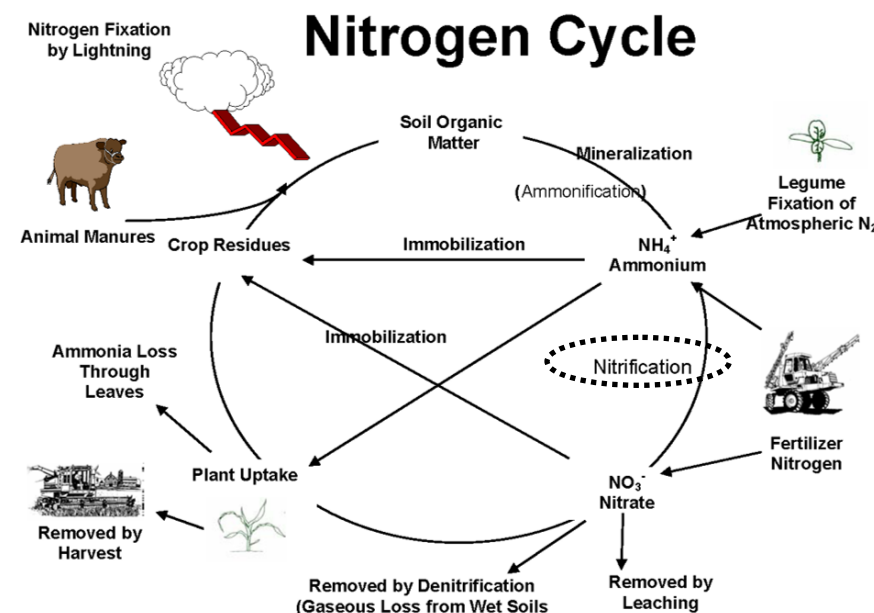 Nitrogen Cycle
Nitrogen Fixation
by Lightning
Soil Organic
Matter
Mineralization
(Ammonification)
Legume
Fixation of
Atmospheric N₂
Animal Manures
Crop Residues
Immobilization
NH₄⁺
Ammonium
Immobilization
Nitrification
Ammonia Loss
Through
Leaves
Fertilizer
Nitrogen
Plant Uptake
NO₃⁻
Nitrate
Removed by
Harvest
Removed by Denitrification
(Gaseous Loss from Wet Soils
Removed by
Leaching